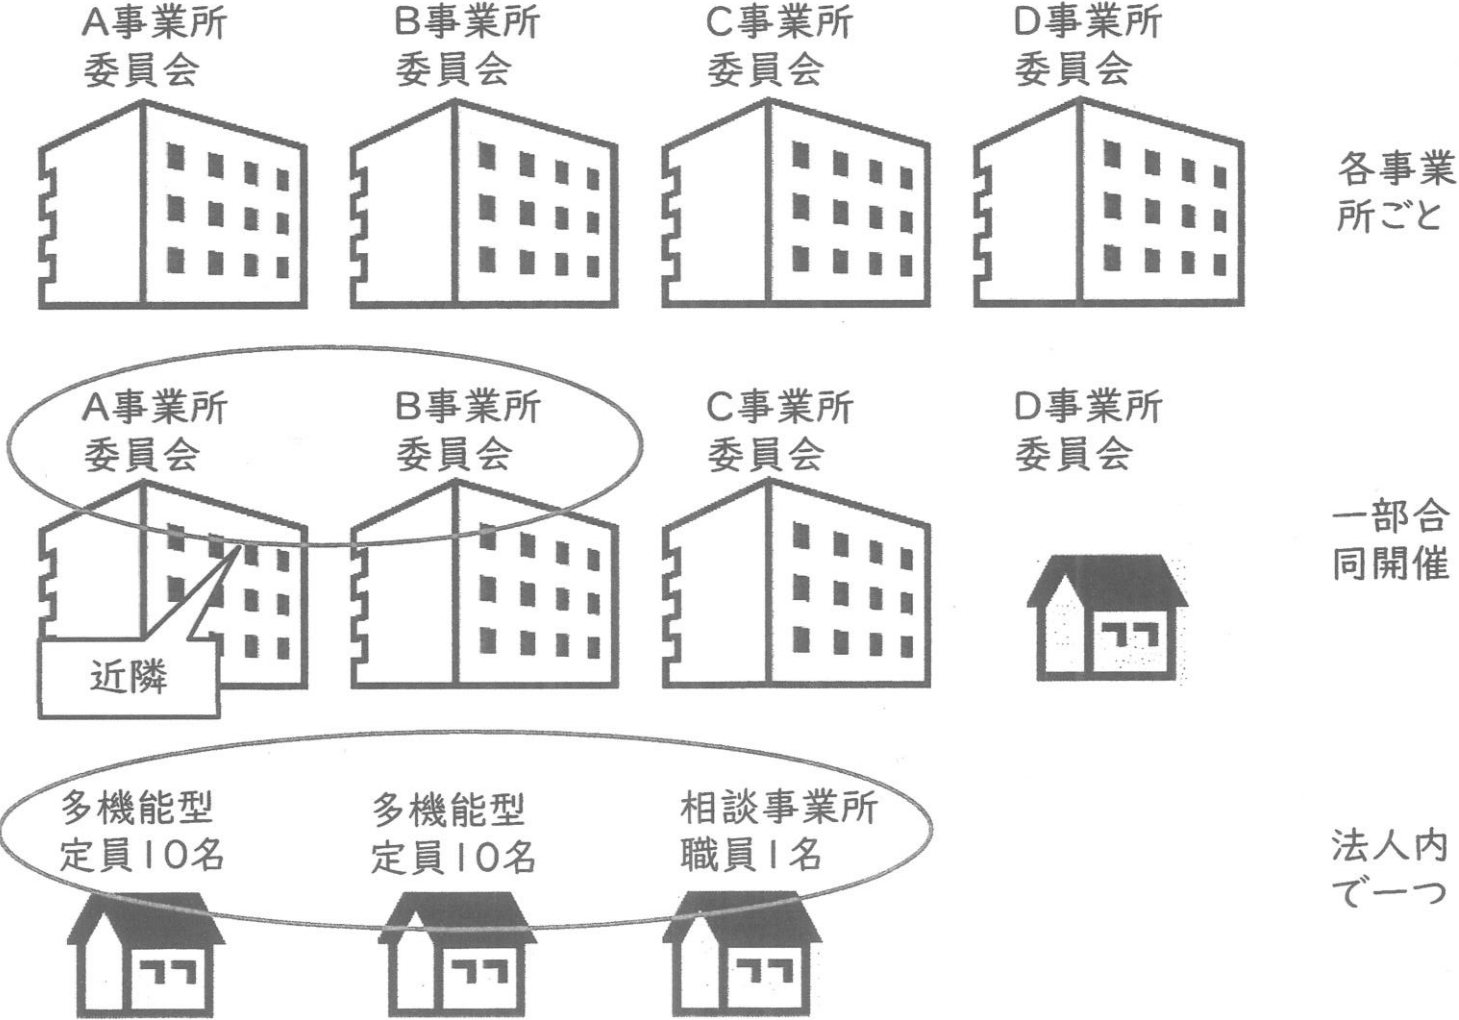 A事業所
委員会
B事業所
委員会
C事業所
委員会
D事業所
委員会
各事業
所ごと
A事業所
委員会
B事業所
委員会
C事業所
委員会
D事業所
委員会
一部合
同開催
近隣
多機能型
定員10名
多機能型
定員10名
相談事業所
職員1名
法人内
で一つ